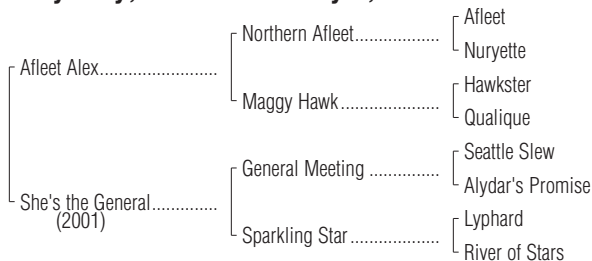 Afleet
Northern Afleet..................
Nuryette
Afleet Alex.........................
Hawkster
Maggy Hawk.....................
Qualique
Seattle Slew
General Meeting ...............
Alydar's Promise
She's the General..............
(2001)
Lyphard
Sparkling Star...................
River of Stars